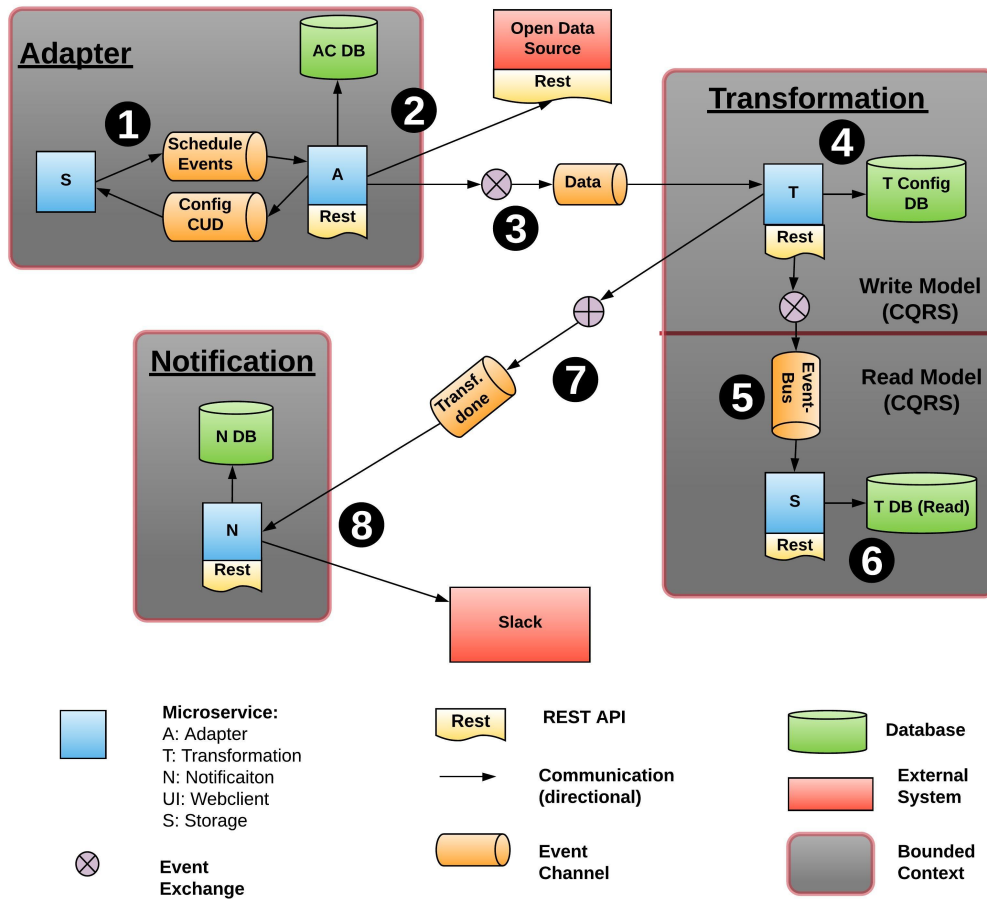 Adapter
AC DB
1
2
Schedule
Events
S
A
Config
CUD
Rest
Open Data
Source
Rest
3
Data
Transformation
4
T
T Config
DB
Rest
Write Model
(CQRS)
Read Model
(CQRS)
5
Event-
Bus
S
T DB (Read)
Rest
6
7
Transf.
done
Notification
N DB
N
Rest
8
Slack
Microservice:
A: Adapter
T: Transformation
N: Notificaiton
UI: Webclient
S: Storage
Event
Exchange
Rest
REST API
Communication
(directional)
Event
Channel
Database
External
System
Bounded
Context